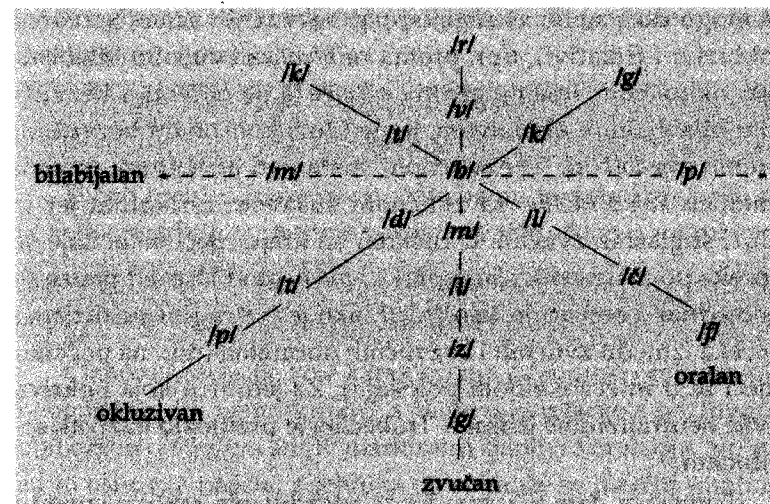 /r/
/k/ /g/
/v/
/t/ /k/
bilabijalan /m/ /b/ /p/
/d/ /m/ /l/
/t/ /l/ /č/
/p/ /z/ /f/
oralan
okluzivan /g/
zvučan